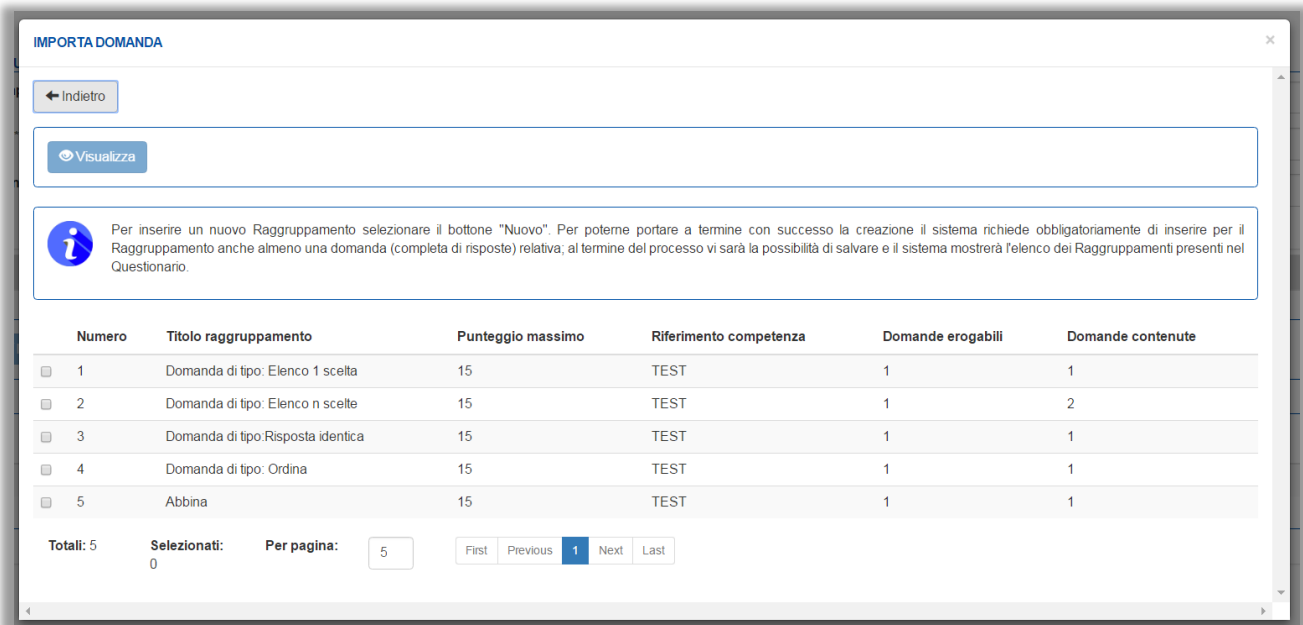 IMPORTA DOMANDA
×
Indietro
Visualizza
Per inserire un nuovo Raggruppamento selezionare il bottone "Nuovo". Per poterne portare a termine con successo la creazione il sistema richiede obbligatoriamente di inserire per il
Raggruppamento anche almeno una domanda (completa di risposte) relativa; al termine del processo vi sarà la possibilità di salvare e il sistema mostrerà l'elenco dei Raggruppamenti presenti nel
Questionario.
Numero Titolo raggruppamento Punteggio massimo Riferimento competenza Domande erogabili Domande contenute
1 Domanda di tipo: Elenco 1 scelta 15 TEST 1 1
2 Domanda di tipo: Elenco n scelte 15 TEST 1 2
3 Domanda di tipo:Risposta identica 15 TEST 1 1
4 Domanda di tipo: Ordina 15 TEST 1 1
5 Abbina 15 TEST 1 1
Totali: 5 Selezionati: 0 Per pagina: 5 First Previous 1 Next Last